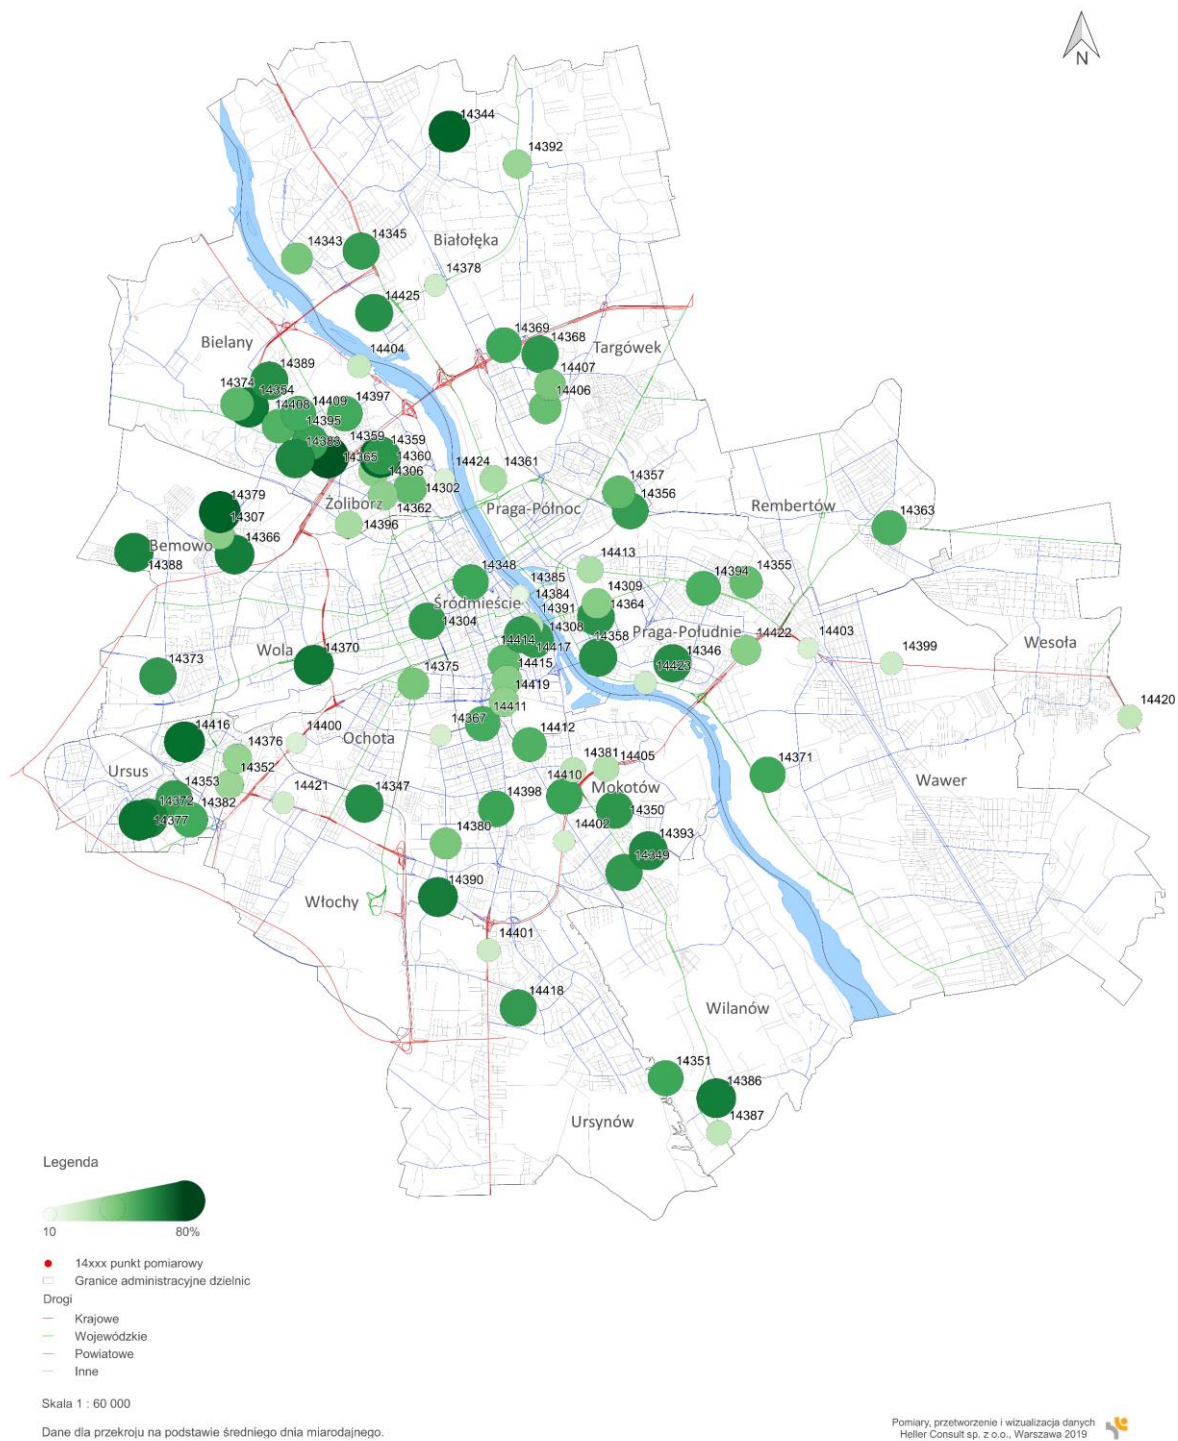 N
14344
14392
14343
14345
Białołęka
14378
14425
Bielany
14369
14368
Targówek
14404
14389
14407
14374
14354
14406
14408
14409
14397
14395
14383
14359
14359
14365
14360
14306
14424
14361
14302
14357
Żoliborz
14362
Praga-Północ
14356
Rembertów
14363
14379
14307
14396
Bemowo
14366
14388
14413
14348
14385
14309
14394
14355
14384
Śródmieście
14391
14364
14304
14308
Praga-Południe
14358
14414
14417
14422
14403
Wesoła
14373
Wola
14370
14375
14415
14346
14399
14423
14419
14411
14420
14416
14400
14367
Ochota
14412
14376
14381
14405
14371
Ursus
14352
14410
Mokotów
Wawer
14353
14421
14347
14398
14372
14382
14350
14377
14380
14402
14393
14349
14390
Włochy
14401
14418
Wilanów
14351
14386
14387
Ursynów
Legenda
10 80%
14xxx punkt pomiarowy
Granice administracyjne dzielnic
Drogi
Krajowe
Wojewódzkie
Powiatowe
Inne
Skala 1 : 60 000
Dane dla przekroju na podstawie średniego dnia miarodajnego.
Pomiary, przetworzenie i wizualizacja danych
Heller Consult sp. z o.o., Warszawa 2019